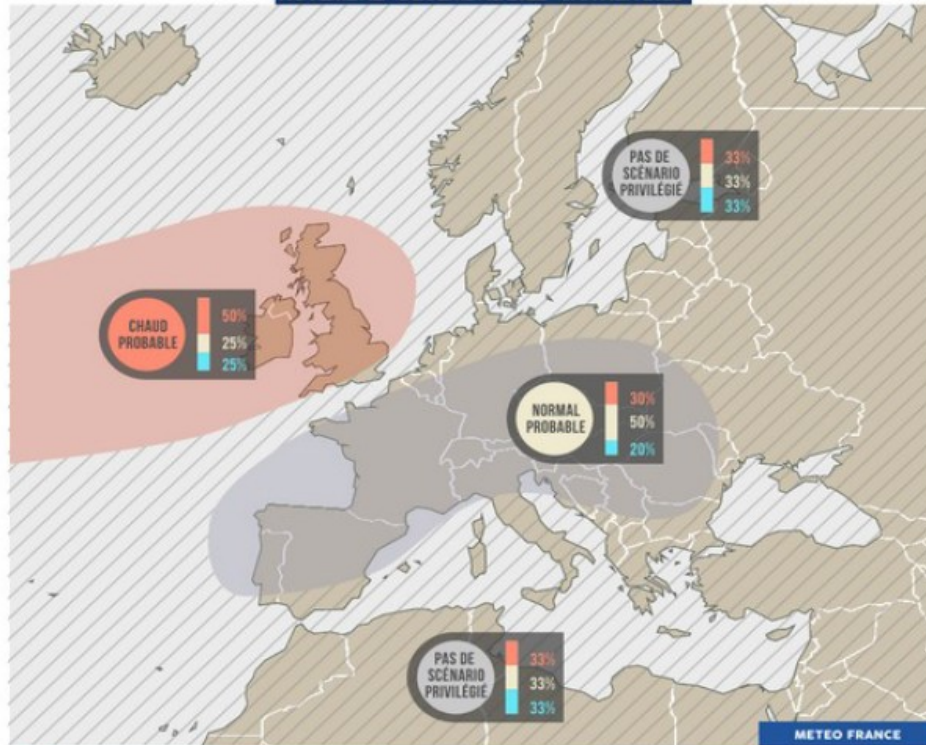 PAS DE
SCÉNARIO
PRIVILÉGIÉ
33%
33%
33%
CHAUD
PROBABLE
50%
25%
25%
NORMAL
PROBABLE
30%
50%
20%
PAS DE
SCÉNARIO
PRIVILÉGIÉ
33%
33%
33%
METEO FRANCE